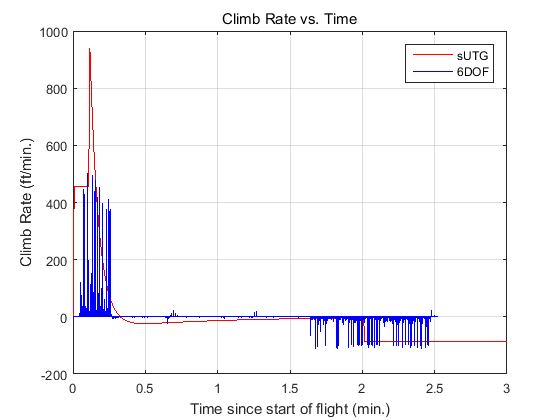 Climb Rate vs. Time
1000
800
600
400
200
0
-200
Climb Rate (ft/min.)
sUTG
6DOF
0
0.5
1
1.5
2
2.5
3
Time since start of flight (min.)